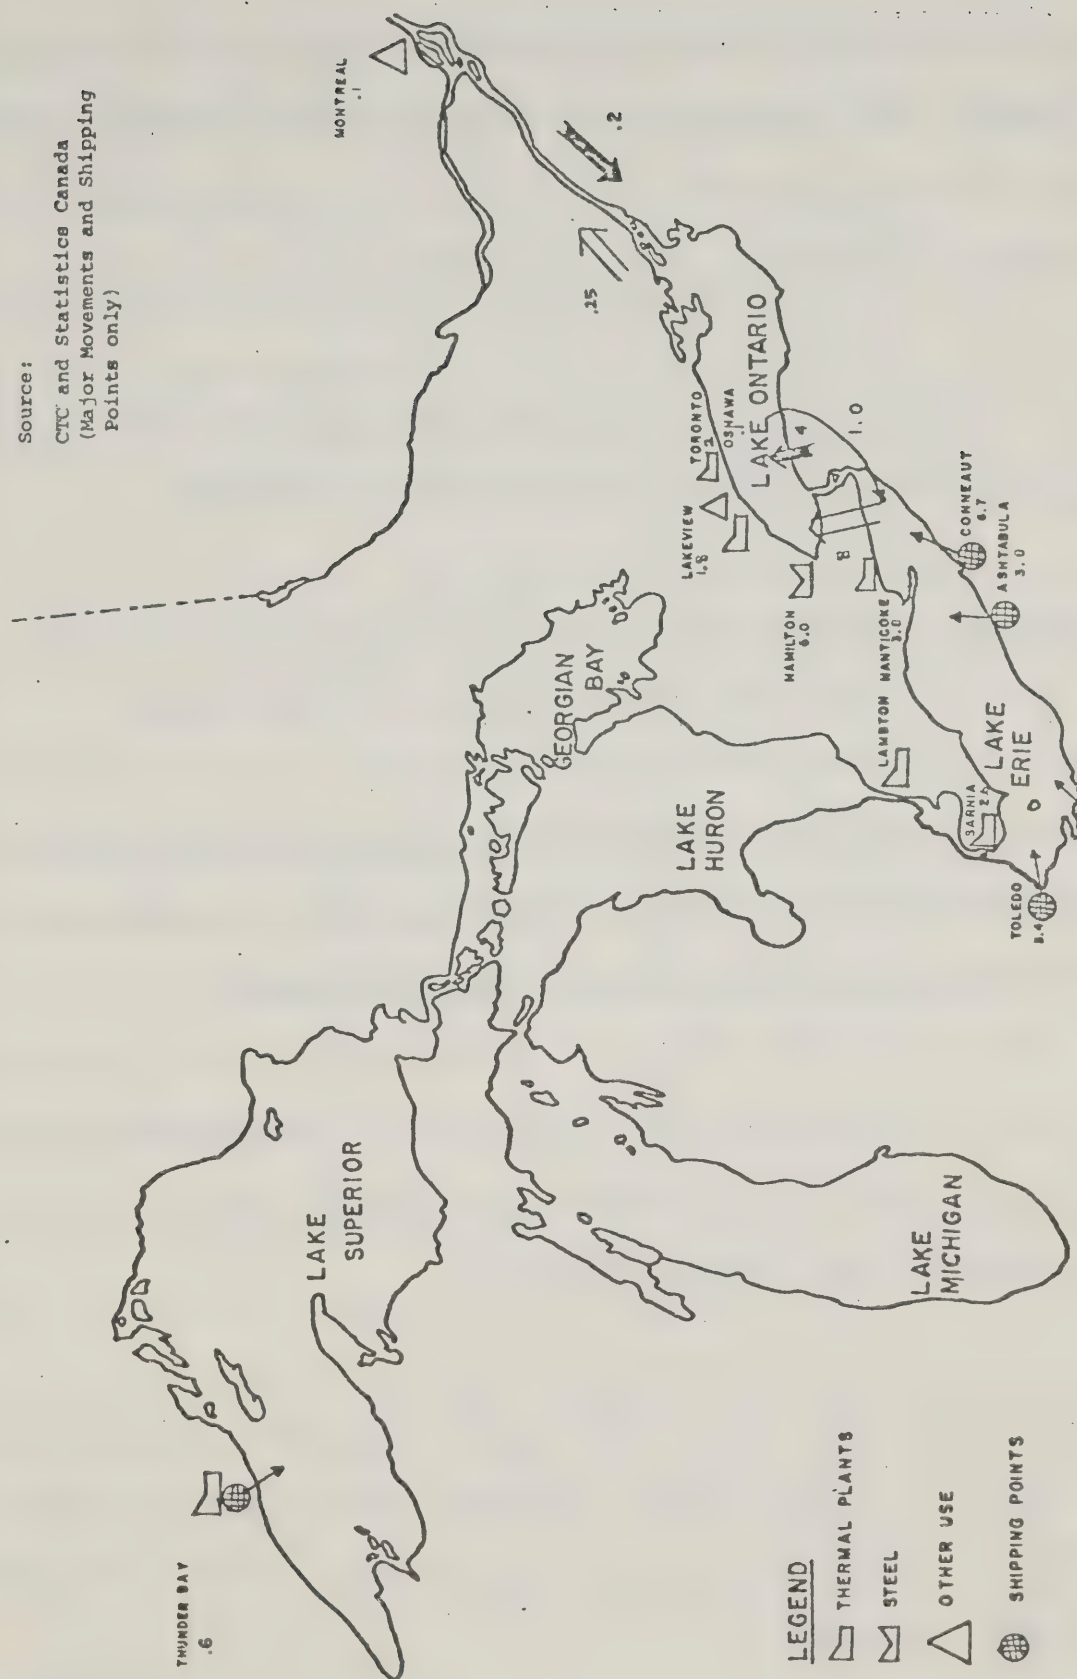 Source:
CTC and Statistics Canada
(Major Movements and Shipping
Points only)
MONTREAL
.1
.2
.25
THUNDER BAY
.6
LAKE
SUPERIOR
GEORGIAN
BAY
LAKE
HURON
LAKE
MICHIGAN
LAKE ONTARIO
TORONTO
OSHAWA
LAKEVIEW
1.8
4
1.0
HAMILTON
6.0
8
LAMBTON
NANTICOKE
3.0
SARNIA
CONNEAUT
6.7
ASHTABULA
3.0
LAKE
ERIE
TOLEDO
LEGEND
THERMAL PLANTS
STEEL
OTHER USE
SHIPPING POINTS